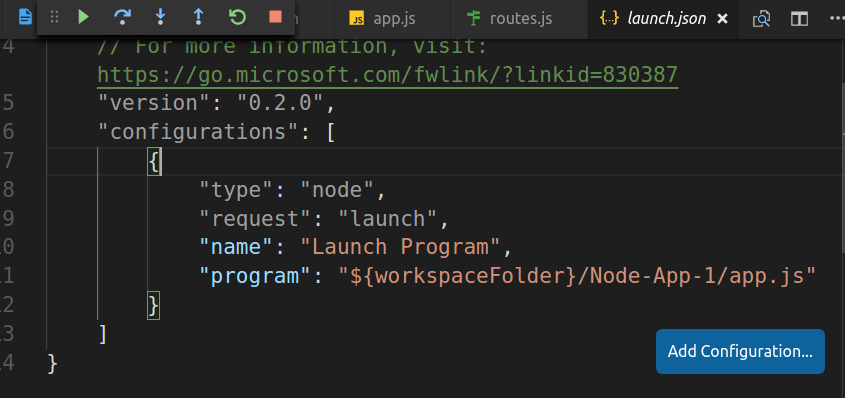 n
JS app.js
routes.js
{..} launch.json
4 // For more information, visit:
https://go.microsoft.com/fwlink/?linkid=830387
5 "version": "0.2.0",
6 "configurations": [
7 {
8 "type": "node",
9 "request": "launch",
0 "name": "Launch Program",
1 "program": "${workspaceFolder}/Node-App-1/app.js"
2 }
3 ]
4 }
Add Configuration...